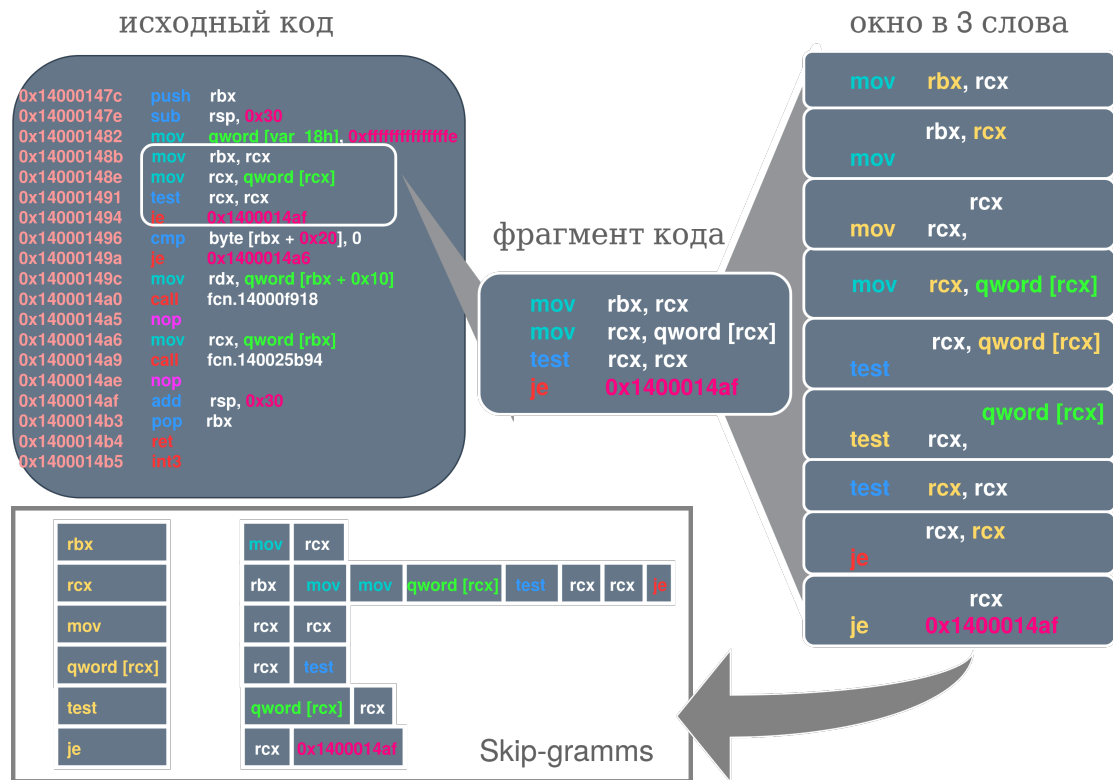 исходный код
0x14000147c push rbx
0x14000147e sub rsp, 0x30
0x140001482 mov qword [var_18h], 0xfffffffffffffffe
0x14000148b mov rbx, rcx
0x14000148e mov rcx, qword [rcx]
0x140001491 test rcx, rcx
0x140001494 je 0x1400014af
0x140001496 cmp byte [rbx + 0x20], 0
0x14000149a je 0x1400014a6
0x14000149c mov rdx, qword [rbx + 0x10]
0x1400014a0 call fcn.14000f918
0x1400014a5 nop
0x1400014a6 mov rcx, qword [rbx]
0x1400014a9 call fcn.140025b94
0x1400014ae nop
0x1400014af add rsp, 0x30
0x1400014b3 pop rbx
0x1400014b4 ret
0x1400014b5 int3
фрагмент кода
mov rbx, rcx
mov rcx, qword [rcx]
test rcx, rcx
je 0x1400014af
окно в 3 слова
mov rbx, rcx
rbx, rcx
mov
rcx
mov rcx,
mov rcx, qword [rcx]
rcx, qword [rcx]
test
qword [rcx]
test rcx,
test rcx, rcx
rcx, rcx
je
rcx
je 0x1400014af
rbx mov rcx
rcx rbx mov mov qword [rcx] test rcx rcx je
mov rcx rcx
qword [rcx] rcx test
test qword [rcx] rcx
je rcx 0x1400014af
Skip-gramms